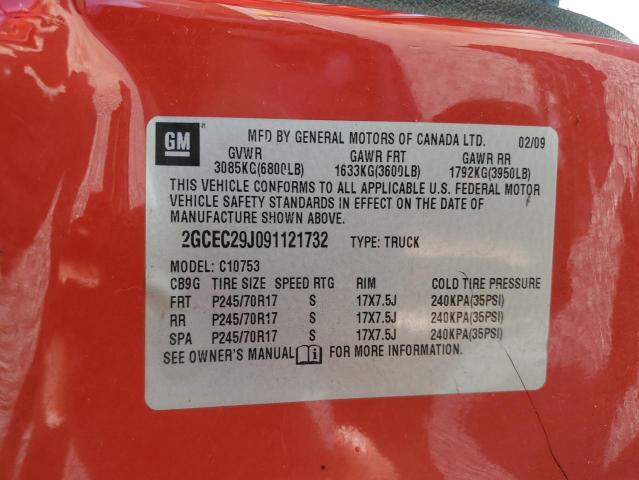 GM
MFD BY GENERAL MOTORS OF CANADA LTD. 02/09
GVWR GAWR FRT GAWR RR
3085KG(6800LB) 1633KG(3600LB) 1792KG(3950LB)
THIS VEHICLE CONFORMS TO ALL APPLICABLE U.S. FEDERAL MOTOR
VEHICLE SAFETY STANDARDS IN EFFECT ON THE DATE OF
MANUFACTURE SHOWN ABOVE.
2GCEC29J091121732 TYPE: TRUCK
MODEL: C10753
CB9G TIRE SIZE SPEED RTG RIM COLD TIRE PRESSURE
FRT P245/70R17 S 17X7.5J 240KPA(35PSI)
RR P245/70R17 S 17X7.5J 240KPA(35PSI)
SPA P245/70R17 S 17X7.5J 240KPA(35PSI)
SEE OWNER'S MANUAL FOR MORE INFORMATION.